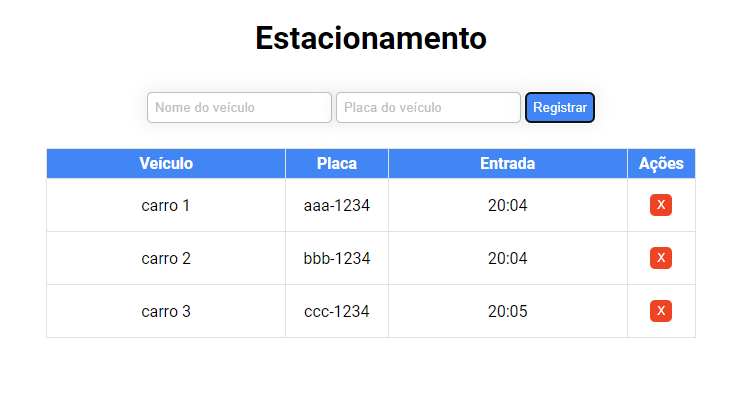 Estacionamento
Nome do veículo Placa do veículo Registrar
Veículo Placa Entrada Ações
carro 1 aaa-1234 20:04 X
carro 2 bbb-1234 20:04 X
carro 3 ccc-1234 20:05 X